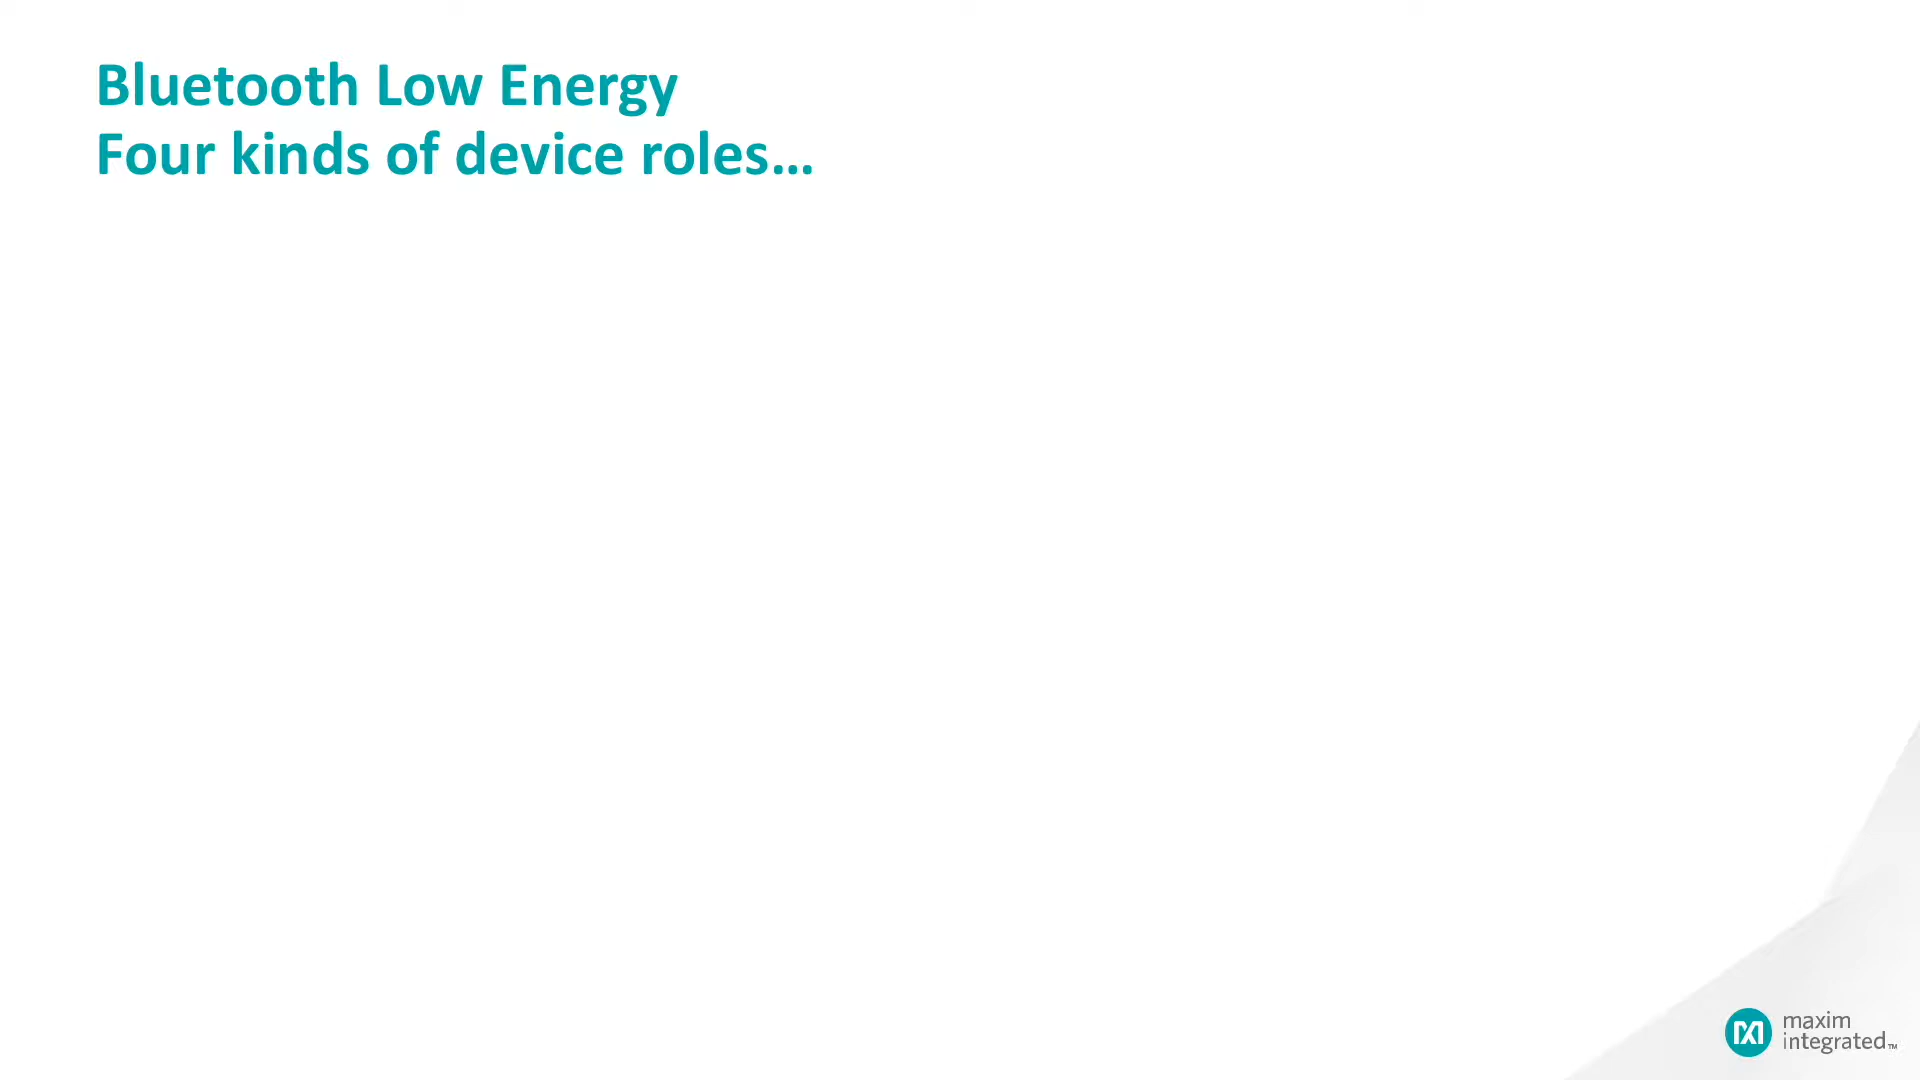 Bluetooth Low Energy
Four kinds of device roles…
maxim
integrated™